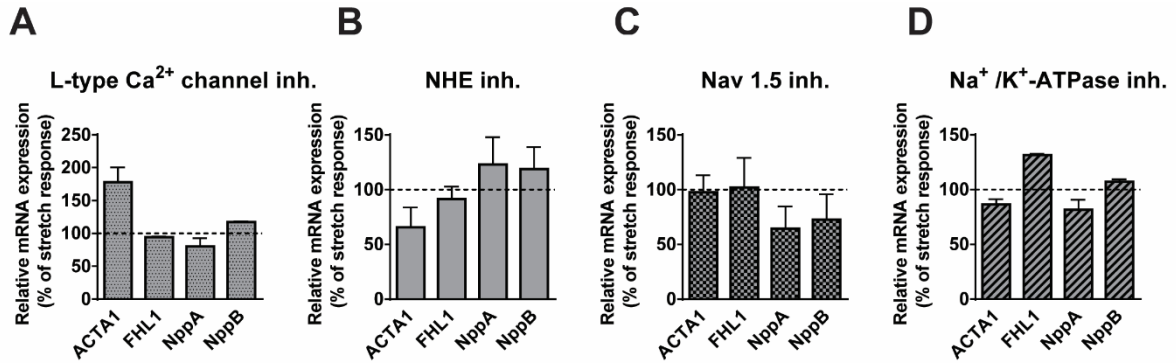 A
B
C
D
L-type Ca²⁺ channel inh.
NHE inh.
Nav 1.5 inh.
Na⁺ /K⁺-ATPase inh.
Relative mRNA expression
(% of stretch response)
250
200
150
100
50
0
ACTA1
FHL1
NppA
NppB
Relative mRNA expression
(% of stretch response)
150
100
50
0
ACTA1
FHL1
NppA
NppB
Relative mRNA expression
(% of stretch response)
150
100
50
0
ACTA1
FHL1
NppA
NppB
Relative mRNA expression
(% of stretch response)
150
100
50
0
ACTA1
FHL1
NppA
NppB